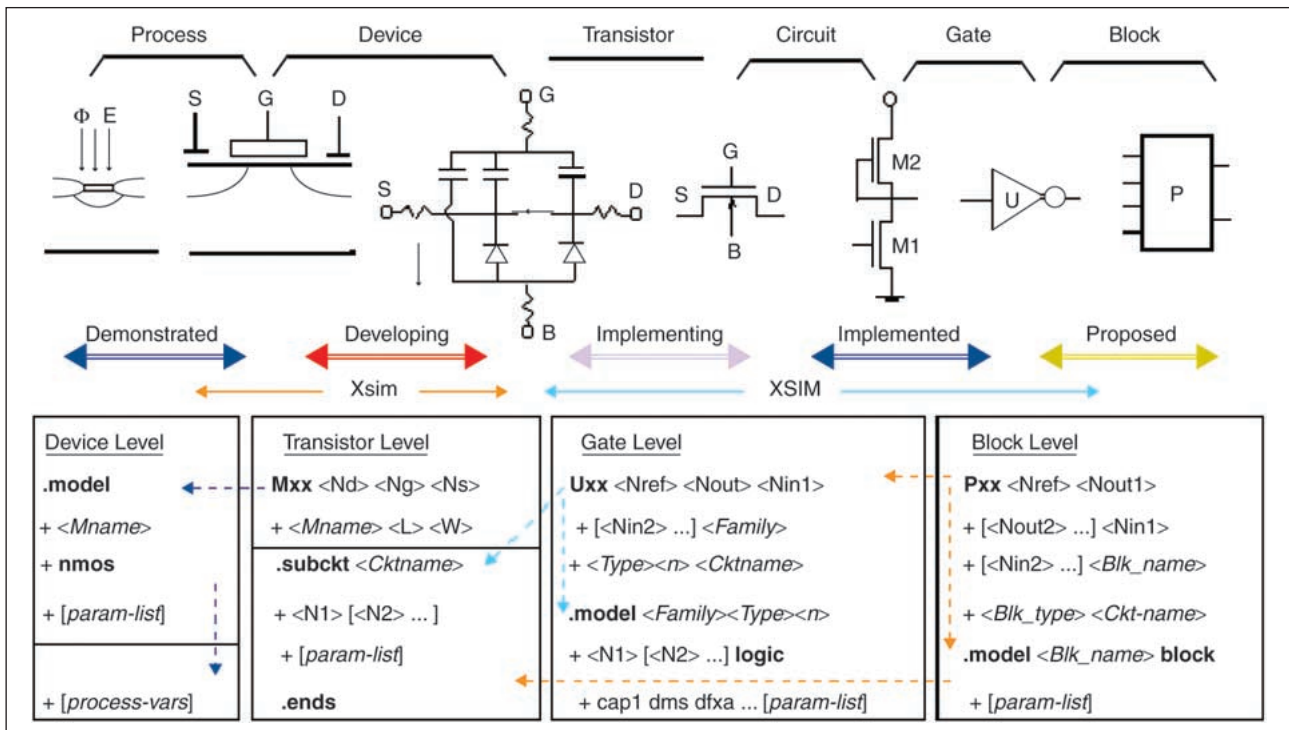 Process Device Transistor Circuit Gate Block
Φ E
S G D
G
S D
B
G
S D
B
M2
M1
U
P
Demonstrated Developing Implementing Implemented Proposed
Xsim XSIM
Device Level
.model
+ <Mname>
+ nmos
+ [param-list]
+ [process-vars]
Transistor Level
Mxx <Nd> <Ng> <Ns>
+ <Mname> <L> <W>
.subckt <Cktname>
+ <N1> [<N2> ... ]
+ [param-list]
.ends
Gate Level
Uxx <Nref> <Nout> <Nin1>
+ [<Nin2> ...] <Family>
+ <Type><n> <Cktname>
.model <Family><Type><n>
+ <N1> [<N2> ...] logic
+ cap1 dms dfxa ... [param-list]
Block Level
Pxx <Nref> <Nout1>
+ [<Nout2> ...] <Nin1>
+ [<Nin2> ...] <Blk_name>
+ <Blk_type> <Ckt-name>
.model <Blk_name> block
+ [param-list]